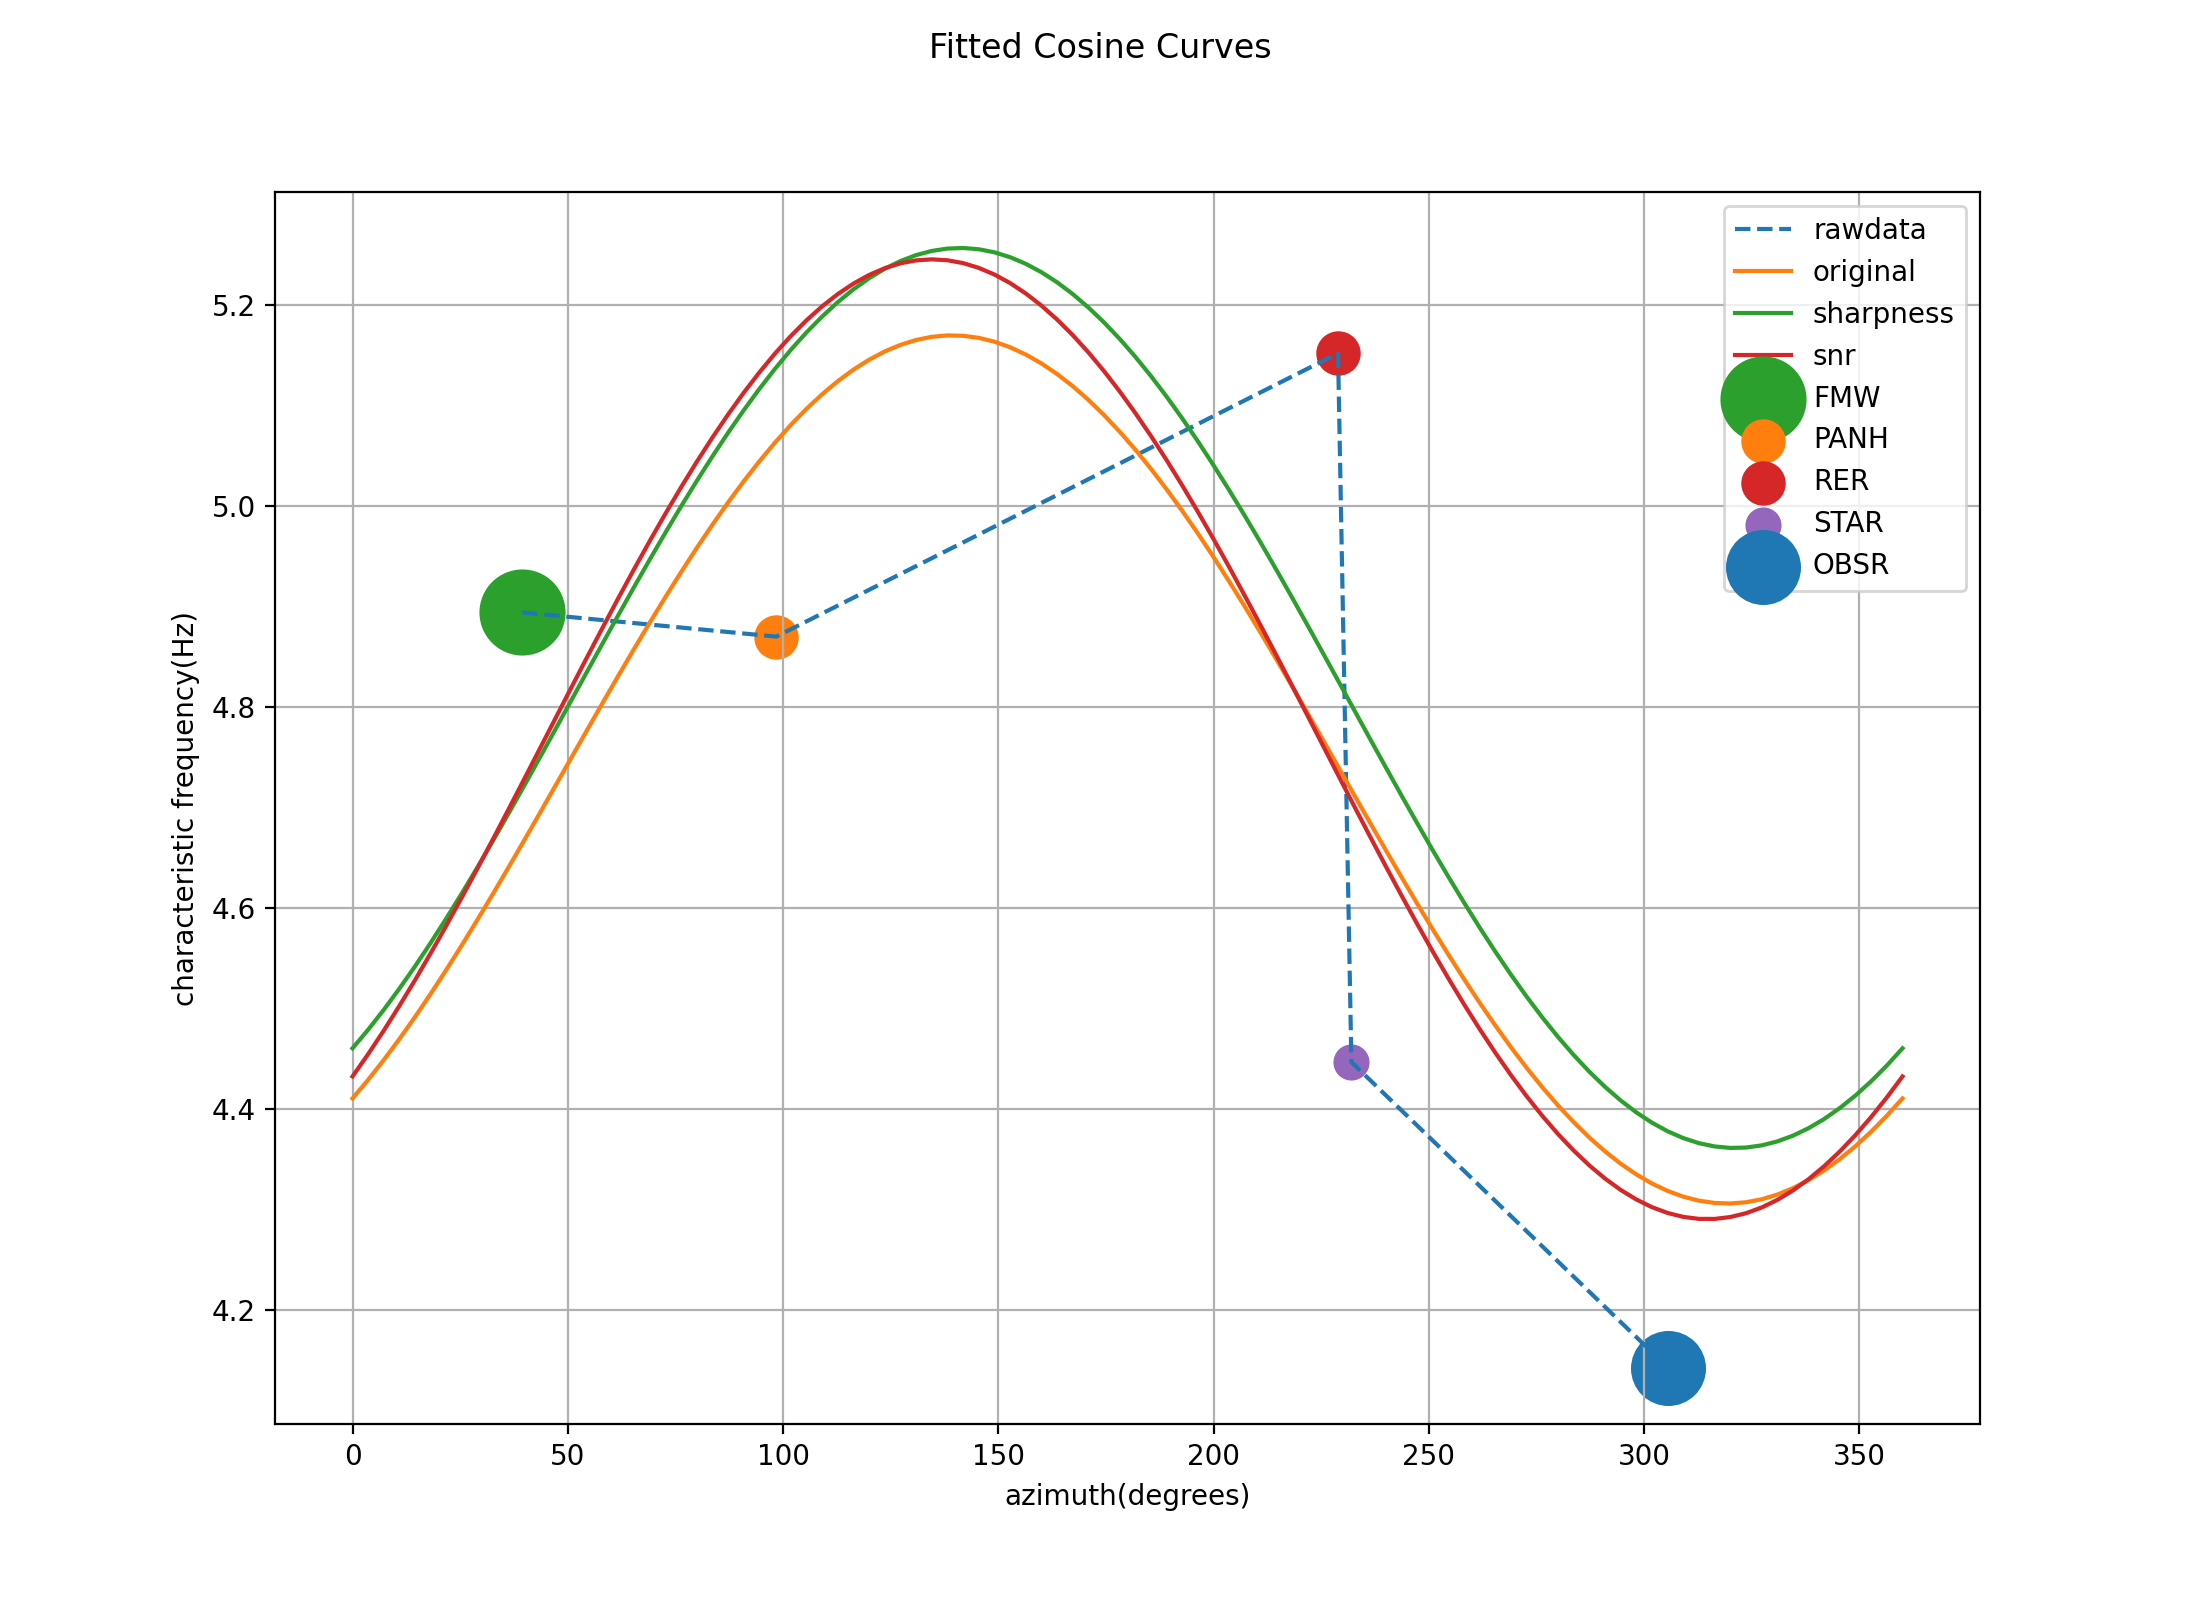 Fitted Cosine Curves
rawdata
original
sharpness
snr
FMW
PANH
RER
STAR
OBSR
characteristic frequency(Hz)
5.2
5.0
4.8
4.6
4.4
4.2
0 50 100 150 200 250 300 350
azimuth(degrees)